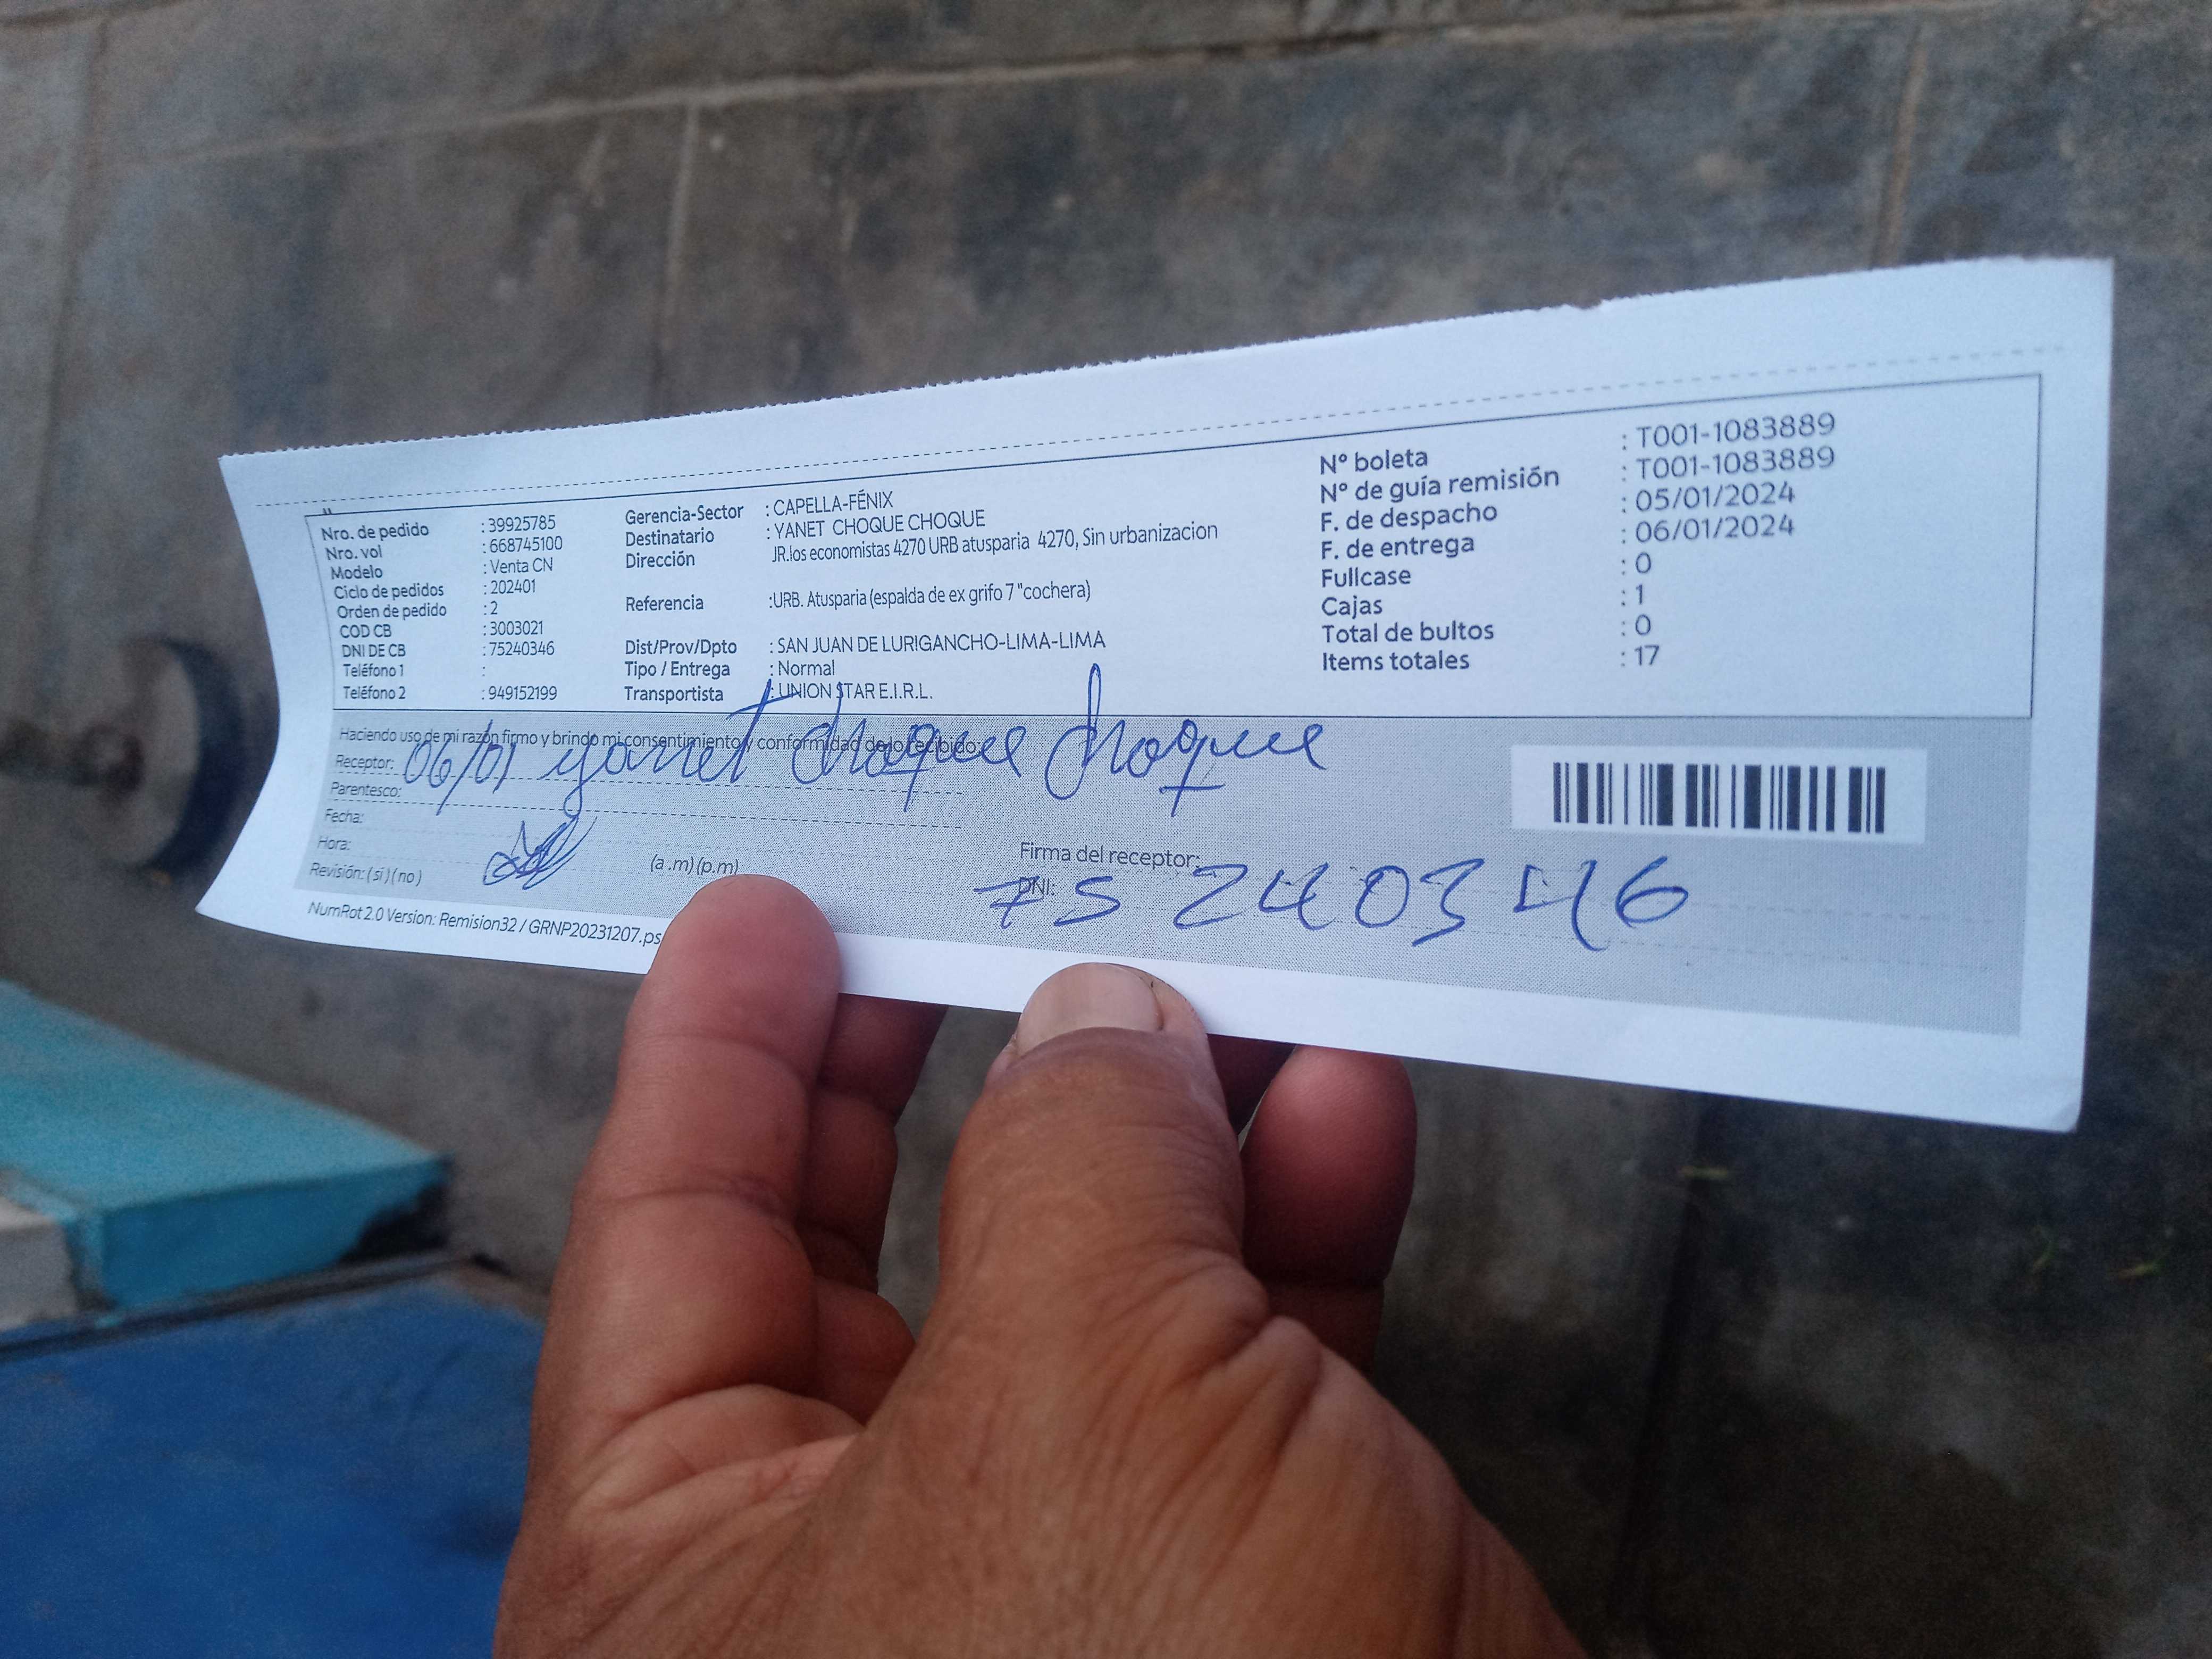 Nro. de pedido : 39925785
Nro. vol : 668745100
Modelo : Venta CN
Ciclo de pedidos : 202401
Orden de pedido : 2
COD CB : 3003021
DNI DE CB : 75240346
Teléfono 1 :
Teléfono 2 : 949152199
Gerencia-Sector : CAPELLA-FÉNIX
Destinatario : YANET CHOQUE CHOQUE
Dirección JR.los economistas 4270 URB atusparia 4270, Sin urbanizacion
Referencia :URB. Atusparia (espalda de ex grifo 7 "cochera)
Dist/Prov/Dpto : SAN JUAN DE LURIGANCHO-LIMA-LIMA
Tipo / Entrega : Normal
Transportista : UNION STAR E.I.R.L.
Nº boleta : T001-1083889
Nº de guía remisión : T001-1083889
F. de despacho : 05/01/2024
F. de entrega : 06/01/2024
Fullcase : 0
Cajas : 1
Total de bultos : 0
Items totales : 17
Haciendo uso de mi razón firmo y brindo mi consentimiento y conformidad de lo recibido:
Receptor: 06/01 yanet choque choque
Parentesco:
Fecha:
Hora: (a .m) (p.m)
Revisión: ( si ) ( no )
Firma del receptor:
DNI: 75240346
NumRot 2.0 Version: Remision32 / GRNP20231207.ps